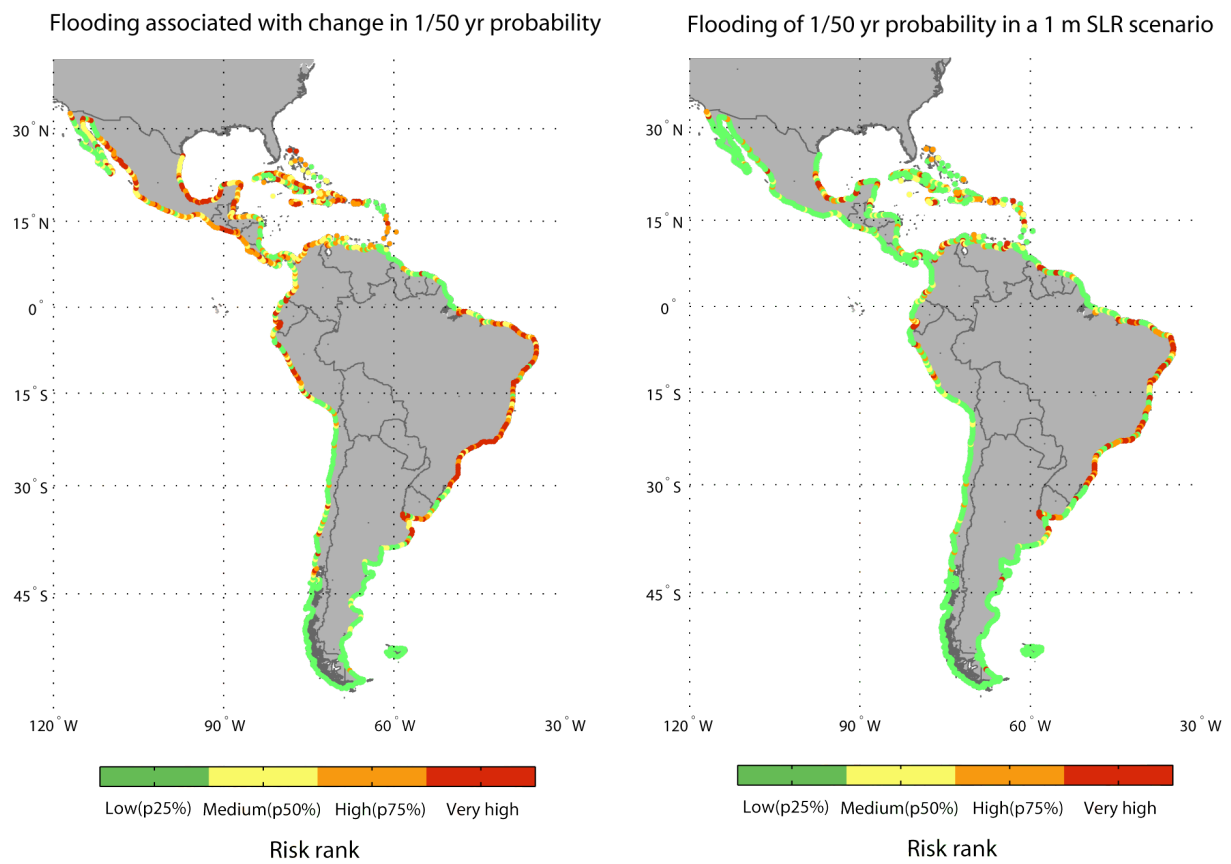 Flooding associated with change in 1/50 yr probability
30°N
15°N
0°
15°S
30°S
45°S
120°W
90°W
60°W
30°W
Low(p25%)
Medium(p50%)
High(p75%)
Very high
Risk rank
Flooding of 1/50 yr probability in a 1 m SLR scenario
30°N
15°N
0°
15°S
30°S
45°S
120°W
90°W
60°W
30°W
Low(p25%)
Medium(p50%)
High(p75%)
Very high
Risk rank